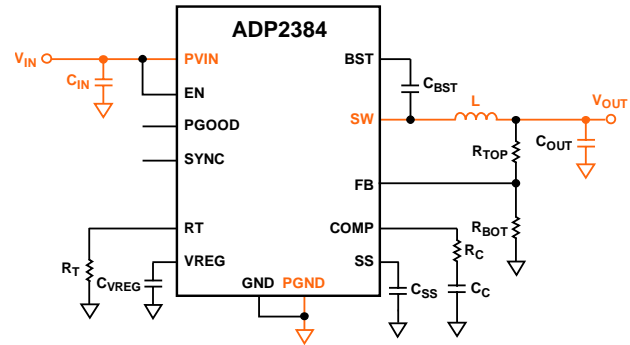 ADP2384
VIN
CIN
PVIN
EN
PGOOD
SYNC
RT
VREG
GND
PGND
BST
SW
FB
COMP
SS
CBST
L
VOUT
RTOP
COUT
RBOT
RC
CC
CSS
RT
CVREG